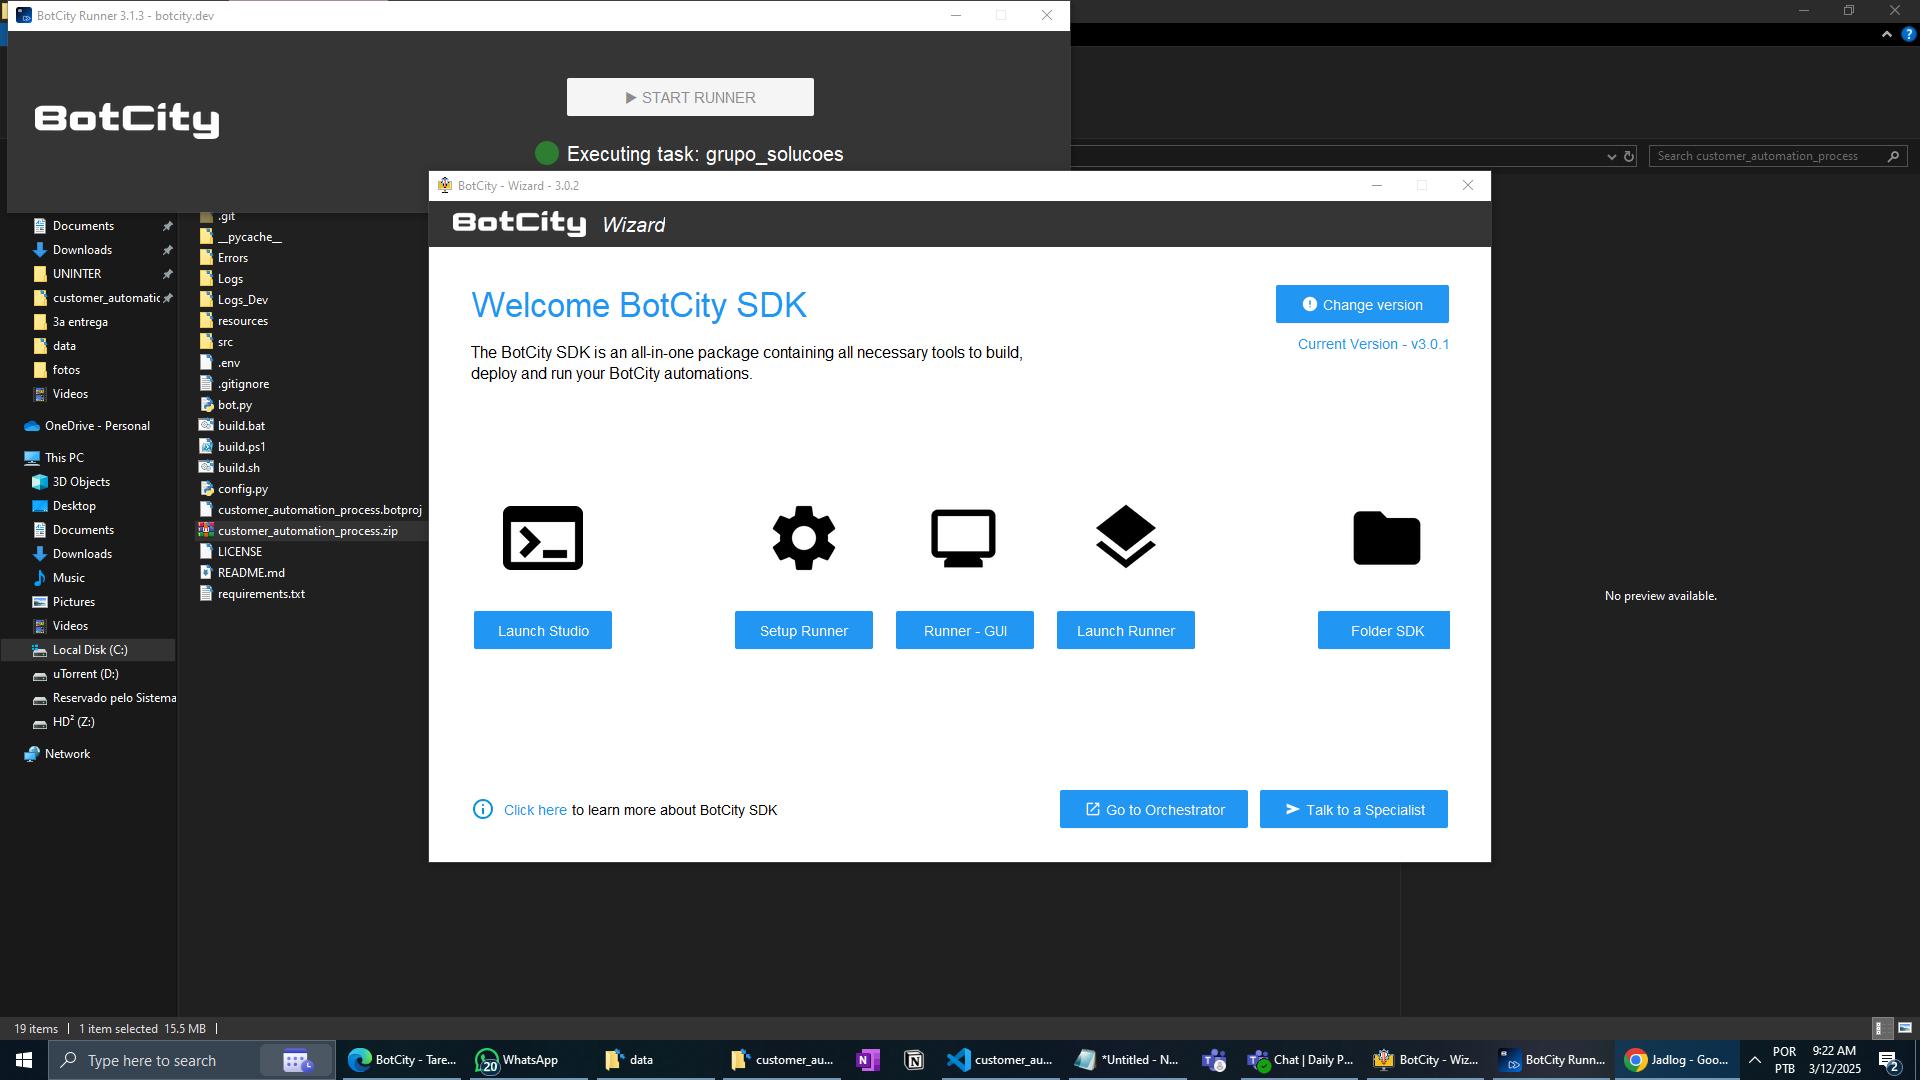 BotCity Runner 3.1.3 - botcity.dev
BotCity
START RUNNER
Executing task: grupo_solucoes
Search customer_automation_process
BotCity - Wizard - 3.0.2
BotCity Wizard
Documents
Downloads
UNINTER
customer_automatic
3a entrega
data
fotos
Videos
OneDrive - Personal
This PC
3D Objects
Desktop
Documents
Downloads
Music
Pictures
Videos
Local Disk (C:)
uTorrent (D:)
Reservado pelo Sistema
HD² (Z:)
Network
.git
__pycache__
Errors
Logs
Logs_Dev
resources
src
.env
.gitignore
bot.py
build.bat
build.ps1
build.sh
config.py
customer_automation_process.botproj
customer_automation_process.zip
LICENSE
README.md
requirements.txt
Welcome BotCity SDK
Change version
Current Version - v3.0.1
The BotCity SDK is an all-in-one package containing all necessary tools to build,
deploy and run your BotCity automations.
Launch Studio
Setup Runner
Runner - GUI
Launch Runner
Folder SDK
Click here to learn more about BotCity SDK
Go to Orchestrator
Talk to a Specialist
No preview available.
19 items
1 item selected 15.5 MB
Type here to search
BotCity - Tare...
20
WhatsApp
data
customer_au...
customer_au...
*Untitled - N...
Chat | Daily P...
BotCity - Wiz...
BotCity Runn...
Jadlog - Goo...
POR
PTB
9:22 AM
3/12/2025
2